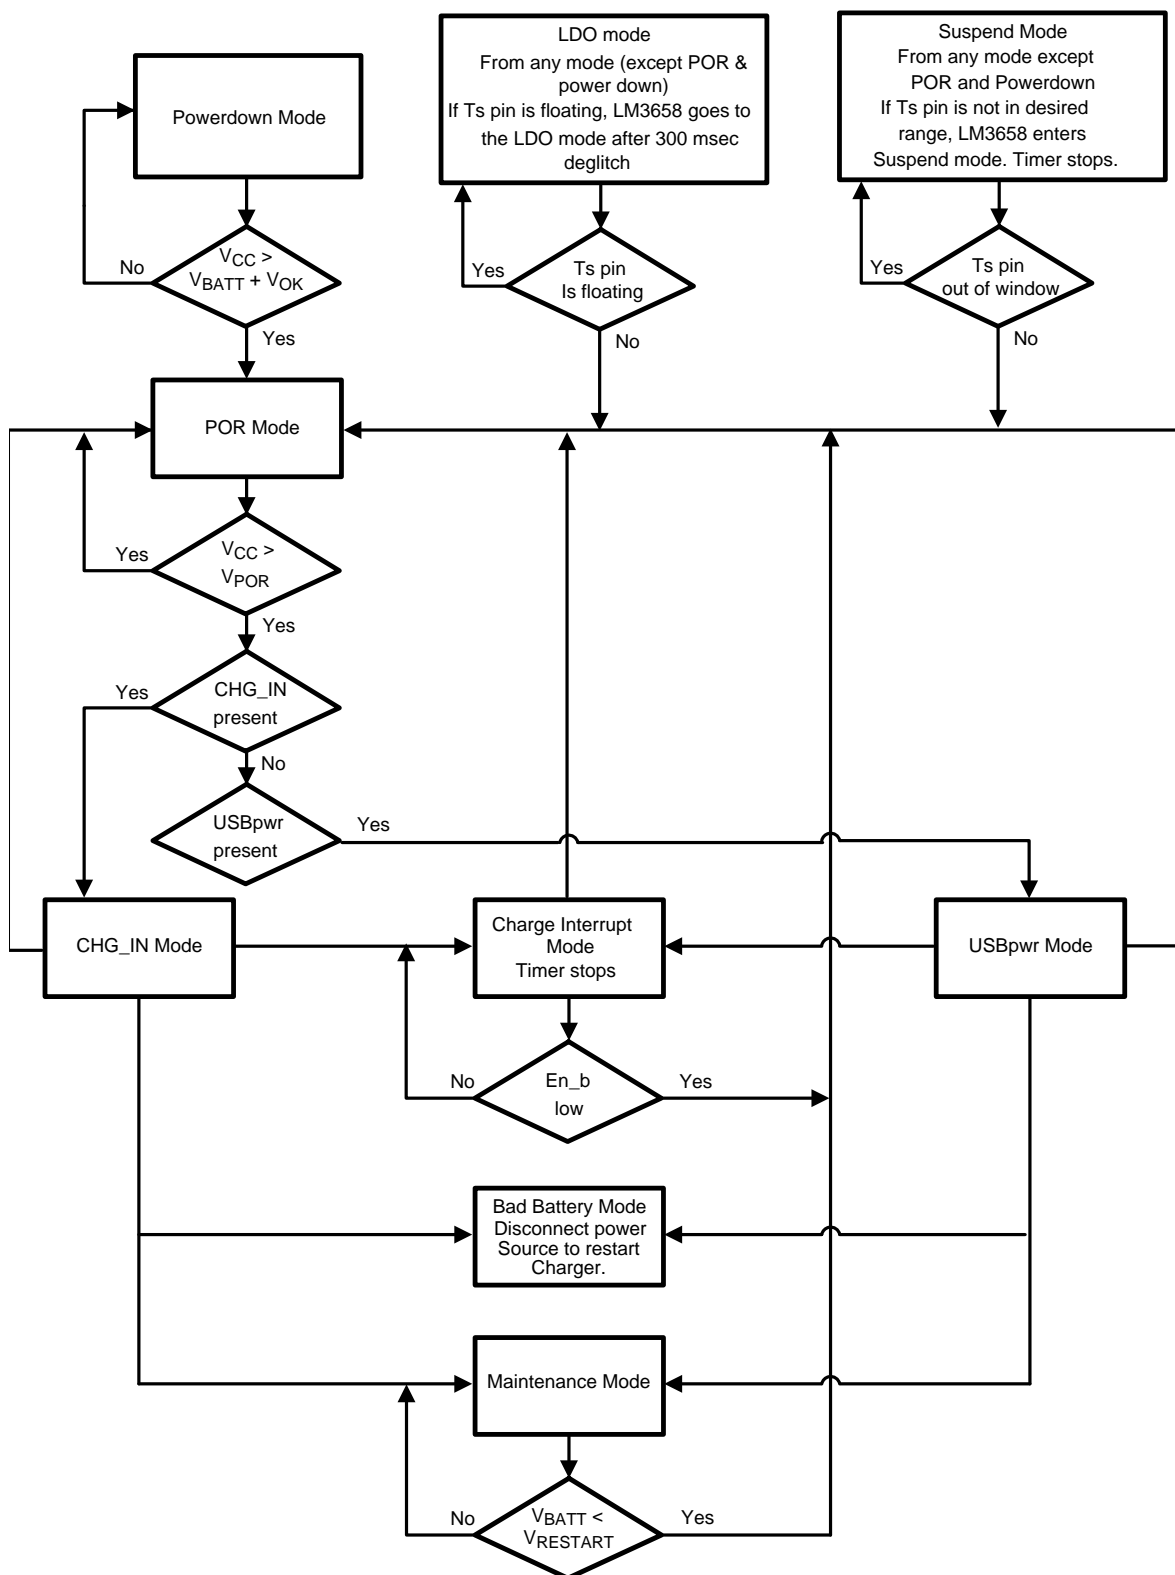 Powerdown Mode
No
VCC >
VBATT + VOK
Yes
LDO mode
From any mode (except POR &
power down)
If Ts pin is floating, LM3658 goes to
the LDO mode after 300 msec
deglitch
Yes
Ts pin
Is floating
No
Suspend Mode
From any mode except
POR and Powerdown
If Ts pin is not in desired
range, LM3658 enters
Suspend mode. Timer stops.
Yes
Ts pin
out of window
No
POR Mode
Yes
VCC >
VPOR
Yes
Yes
CHG_IN
present
No
USBpwr
present
Yes
CHG_IN Mode
Charge Interrupt
Mode
Timer stops
USBpwr Mode
No
En_b
low
Yes
Bad Battery Mode
Disconnect power
Source to restart
Charger.
Maintenance Mode
No
VBATT <
VRESTART
Yes